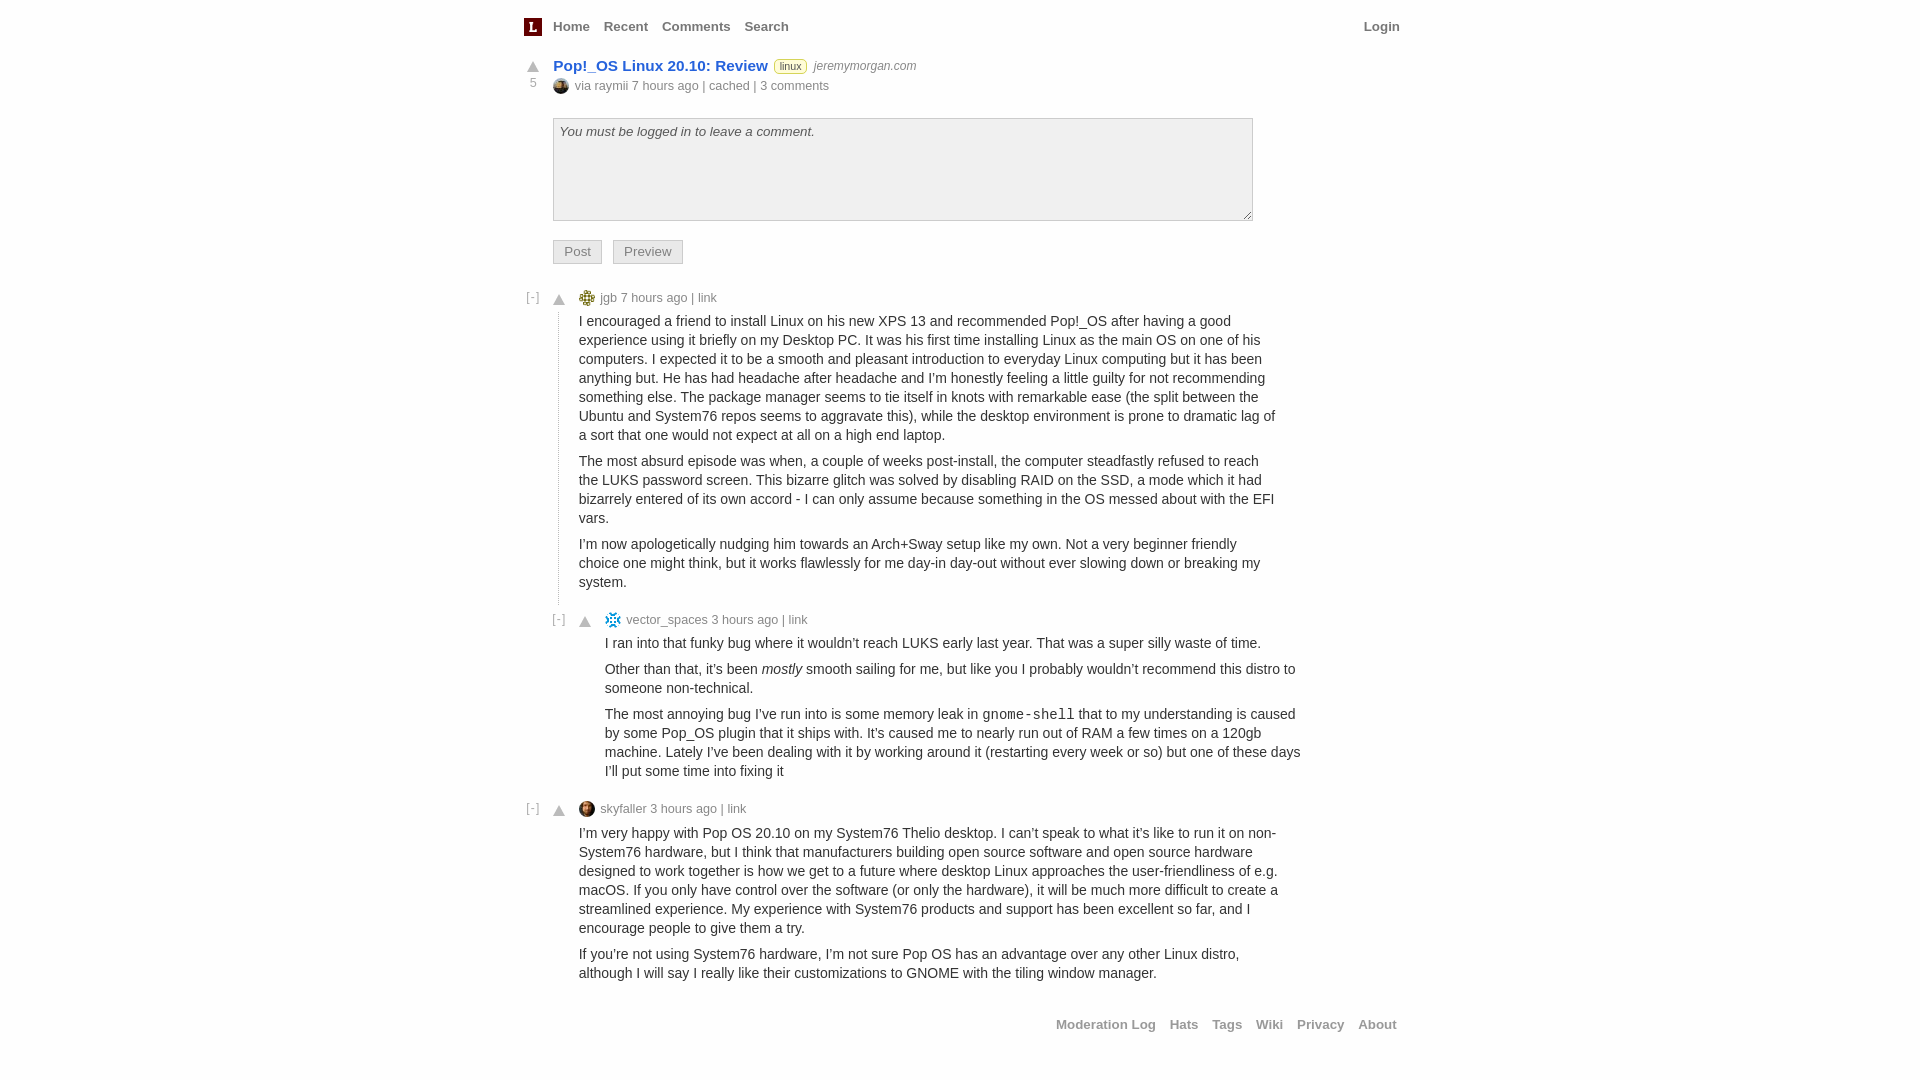 L Home Recent Comments Search Login
Pop!_OS Linux 20.10: Review linux jeremymorgan.com
5
via raymii 7 hours ago | cached | 3 comments
You must be logged in to leave a comment.
Post Preview
[-] jgb 7 hours ago | link
I encouraged a friend to install Linux on his new XPS 13 and recommended Pop!_OS after having a good
experience using it briefly on my Desktop PC. It was his first time installing Linux as the main OS on one of his
computers. I expected it to be a smooth and pleasant introduction to everyday Linux computing but it has been
anything but. He has had headache after headache and I’m honestly feeling a little guilty for not recommending
something else. The package manager seems to tie itself in knots with remarkable ease (the split between the
Ubuntu and System76 repos seems to aggravate this), while the desktop environment is prone to dramatic lag of
a sort that one would not expect at all on a high end laptop.
The most absurd episode was when, a couple of weeks post-install, the computer steadfastly refused to reach
the LUKS password screen. This bizarre glitch was solved by disabling RAID on the SSD, a mode which it had
bizarrely entered of its own accord - I can only assume because something in the OS messed about with the EFI
vars.
I’m now apologetically nudging him towards an Arch+Sway setup like my own. Not a very beginner friendly
choice one might think, but it works flawlessly for me day-in day-out without ever slowing down or breaking my
system.
[-] vector_spaces 3 hours ago | link
I ran into that funky bug where it wouldn’t reach LUKS early last year. That was a super silly waste of time.
Other than that, it’s been mostly smooth sailing for me, but like you I probably wouldn’t recommend this distro to
someone non-technical.
The most annoying bug I’ve run into is some memory leak in gnome-shell that to my understanding is caused
by some Pop_OS plugin that it ships with. It’s caused me to nearly run out of RAM a few times on a 120gb
machine. Lately I’ve been dealing with it by working around it (restarting every week or so) but one of these days
I’ll put some time into fixing it
[-] skyfaller 3 hours ago | link
I’m very happy with Pop OS 20.10 on my System76 Thelio desktop. I can’t speak to what it’s like to run it on non-
System76 hardware, but I think that manufacturers building open source software and open source hardware
designed to work together is how we get to a future where desktop Linux approaches the user-friendliness of e.g.
macOS. If you only have control over the software (or only the hardware), it will be much more difficult to create a
streamlined experience. My experience with System76 products and support has been excellent so far, and I
encourage people to give them a try.
If you’re not using System76 hardware, I’m not sure Pop OS has an advantage over any other Linux distro,
although I will say I really like their customizations to GNOME with the tiling window manager.
Moderation Log Hats Tags Wiki Privacy About